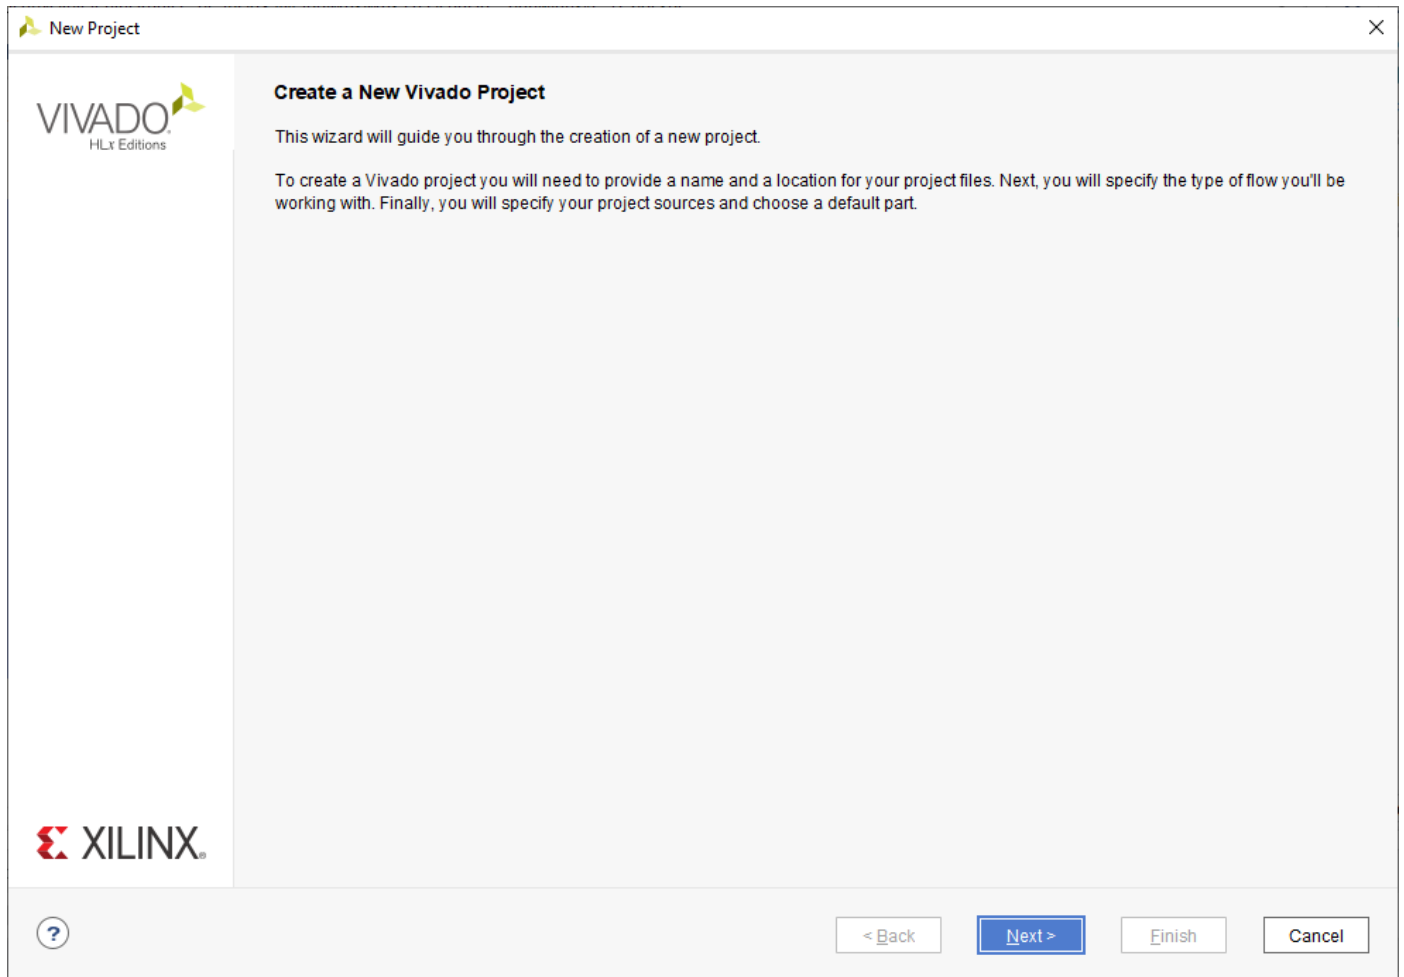 New Project
VIVADO.
HLx Editions
Create a New Vivado Project
This wizard will guide you through the creation of a new project.
To create a Vivado project you will need to provide a name and a location for your project files. Next, you will specify the type of flow you'll be
working with. Finally, you will specify your project sources and choose a default part.
XILINX.
?
< Back
Next >
Finish
Cancel